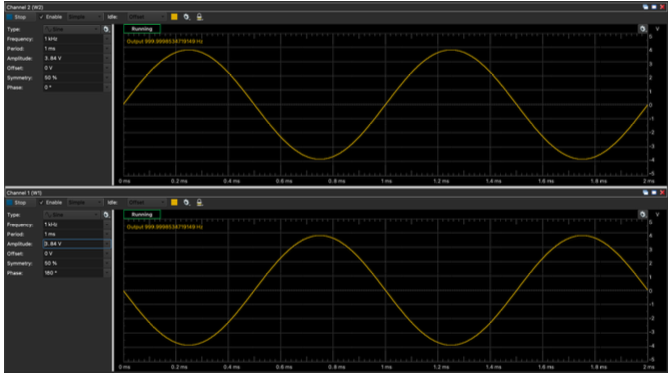 Channel 2 (W2)
Stop ✓ Enable Simple Idle: Offset
Type: Sine Running V
Frequency: 1 kHz Output 999.9998534719149 Hz 5
Period: 1 ms 4
Amplitude: 3.84 V 3
Offset: 0 V 2
Symmetry: 50 % 1
Phase: 0 ° 0
-1
-2
-3
-4
-5
0 ms 0.2 ms 0.4 ms 0.6 ms 0.8 ms 1 ms 1.2 ms 1.4 ms 1.6 ms 1.8 ms 2 ms
Channel 1 (W1)
Stop ✓ Enable Simple Idle: Offset
Type: Sine Running V
Frequency: 1 kHz Output 999.9998534719149 Hz 5
Period: 1 ms 4
Amplitude: 3.84 V 3
Offset: 0 V 2
Symmetry: 50 % 1
Phase: 180 ° 0
-1
-2
-3
-4
-5
0 ms 0.2 ms 0.4 ms 0.6 ms 0.8 ms 1 ms 1.2 ms 1.4 ms 1.6 ms 1.8 ms 2 ms